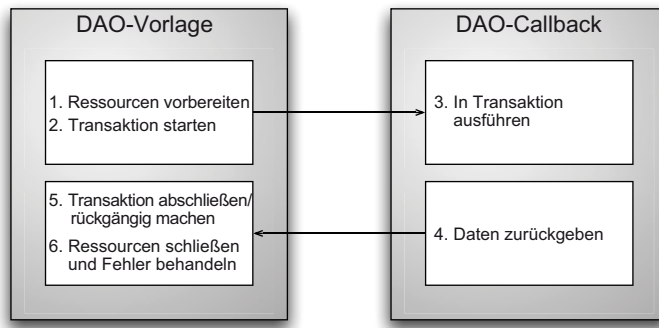 DAO-Vorlage
1. Ressourcen vorbereiten
2. Transaktion starten
5. Transaktion abschließen/
rückgängig machen
6. Ressourcen schließen
und Fehler behandeln
DAO-Callback
3. In Transaktion
ausführen
4. Daten zurückgeben